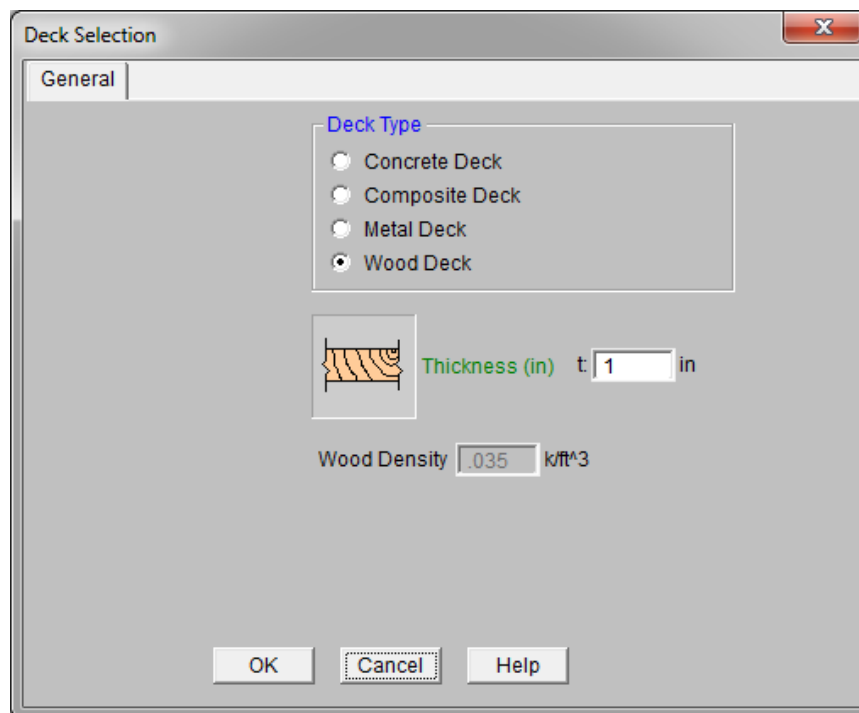 Deck Selection
X
General
Deck Type
Concrete Deck
Composite Deck
Metal Deck
Wood Deck
Thickness (in) t: 1 in
Wood Density .035 k/ft^3
OK Cancel Help